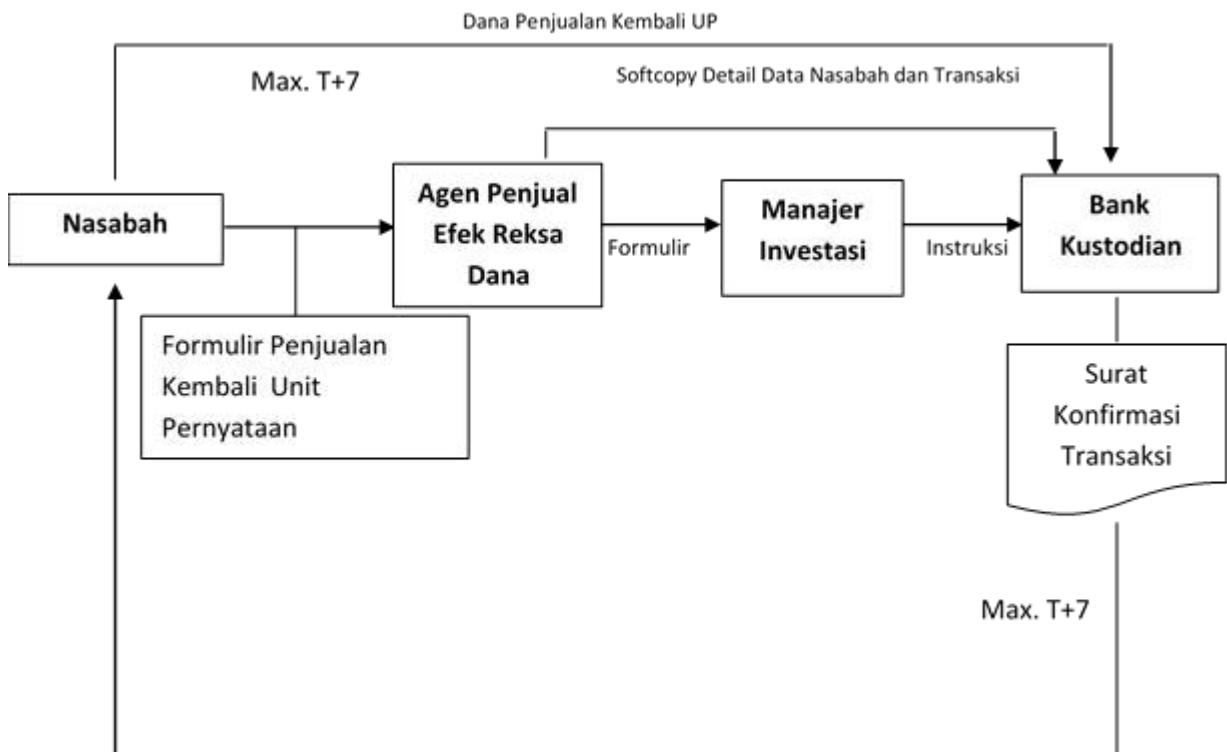 Dana Penjualan Kembali UP
Max. T+7
Softcopy Detail Data Nasabah dan Transaksi
Nasabah
Agen Penjual
Efek Reksa
Dana
Formulir
Manajer
Investasi
Instruksi
Bank
Kustodian
Formulir Penjualan
Kembali Unit
Pernyataan
Surat
Konfirmasi
Transaksi
Max. T+7